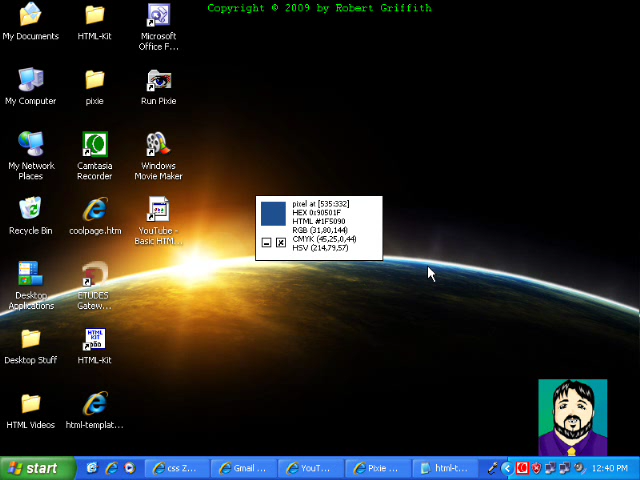 Copyright © 2009 by Robert Griffith
My Documents
HTML-Kit
Microsoft
Office F...
My Computer
pixie
Run Pixie
My Network
Places
Camtasia
Recorder
Windows
Movie Maker
Recycle Bin
coolpage.htm
YouTube -
Basic HTM...
Desktop
Applications
ETUDES
Gatew...
Desktop Stuff
HTML-Kit
HTML Videos
html-templat...
pixel at [535:332]
HEX 0x90501F
HTML #1F5090
RGB (31,80,144)
CMYK (45,25,0,44)
HSV (214,79,57)
start
css Z...
Gmail ...
YouT...
Pixie ...
html-t...
12:40 PM